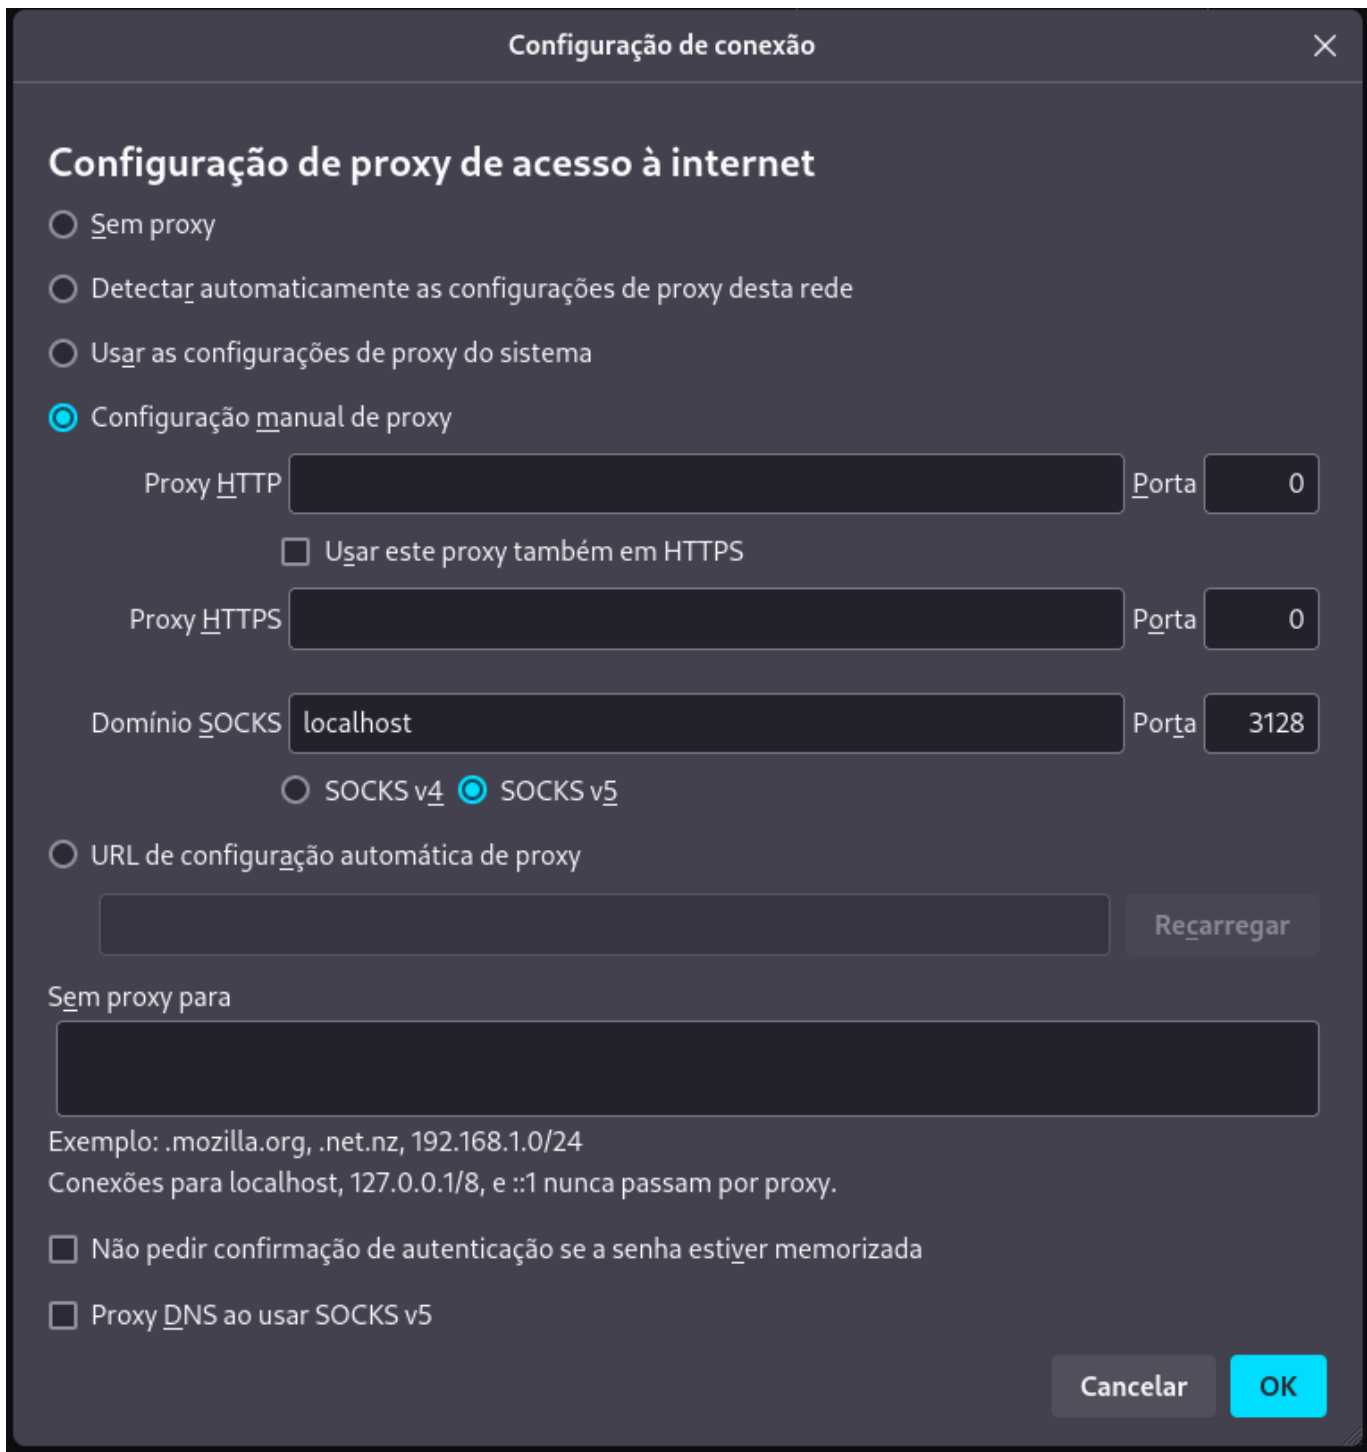 Configuração de conexão
Configuração de proxy de acesso à internet
Sem proxy
Detectar automaticamente as configurações de proxy desta rede
Usar as configurações de proxy do sistema
Configuração manual de proxy
Proxy HTTP Porta 0
Usar este proxy também em HTTPS
Proxy HTTPS Porta 0
Domínio SOCKS localhost Porta 3128
SOCKS v4 SOCKS v5
URL de configuração automática de proxy
Recarregar
Sem proxy para
Exemplo: .mozilla.org, .net.nz, 192.168.1.0/24
Conexões para localhost, 127.0.0.1/8, e ::1 nunca passam por proxy.
Não pedir confirmação de autenticação se a senha estiver memorizada
Proxy DNS ao usar SOCKS v5
Cancelar OK